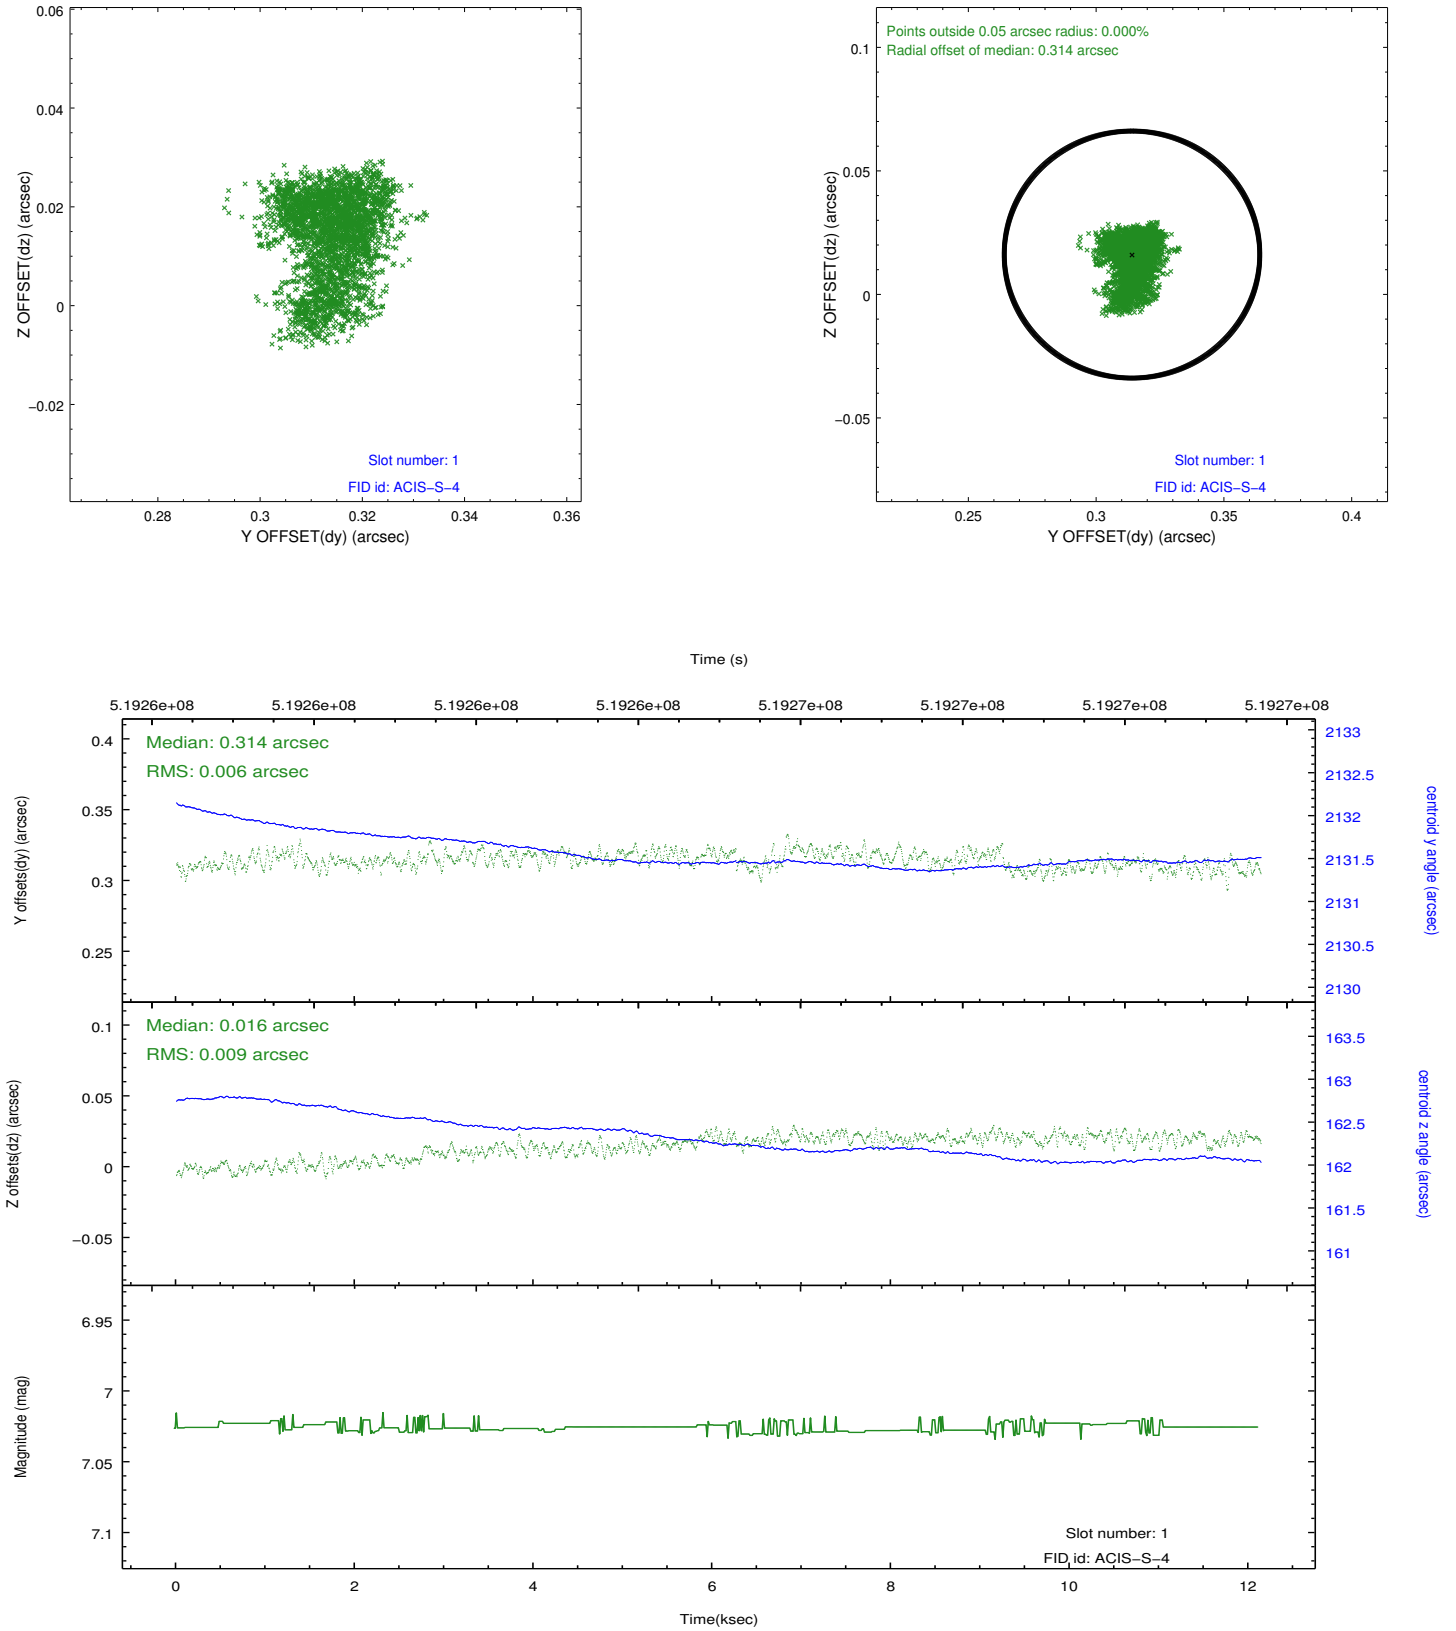 0.06
0.04
0.02
0
−0.02
Z OFFSET(dz) (arcsec)
Slot number: 1
FID id: ACIS−S−4
0.28 0.3 0.32 0.34 0.36
Y OFFSET(dy) (arcsec)
Points outside 0.05 arcsec radius: 0.000%
Radial offset of median: 0.314 arcsec
0.1
0.05
0
−0.05
Z OFFSET(dz) (arcsec)
Slot number: 1
FID id: ACIS−S−4
0.25 0.3 0.35 0.4
Y OFFSET(dy) (arcsec)
Time (s)
5.1926e+08 5.1926e+08 5.1926e+08 5.1926e+08 5.1927e+08 5.1927e+08 5.1927e+08 5.1927e+08
Median: 0.314 arcsec
RMS: 0.006 arcsec
0.4
0.35
0.3
0.25
Y offsets(dy) (arcsec)
2133
2132.5
2132
2131.5
2131
2130.5
2130
centroid y angle (arcsec)
Median: 0.016 arcsec
RMS: 0.009 arcsec
0.1
0.05
0
−0.05
Z offsets(dz) (arcsec)
163.5
163
162.5
162
161.5
161
centroid z angle (arcsec)
6.95
7
7.05
7.1
Magnitude (mag)
Slot number: 1
FID id: ACIS−S−4
0 2 4 6 8 10 12
Time(ksec)